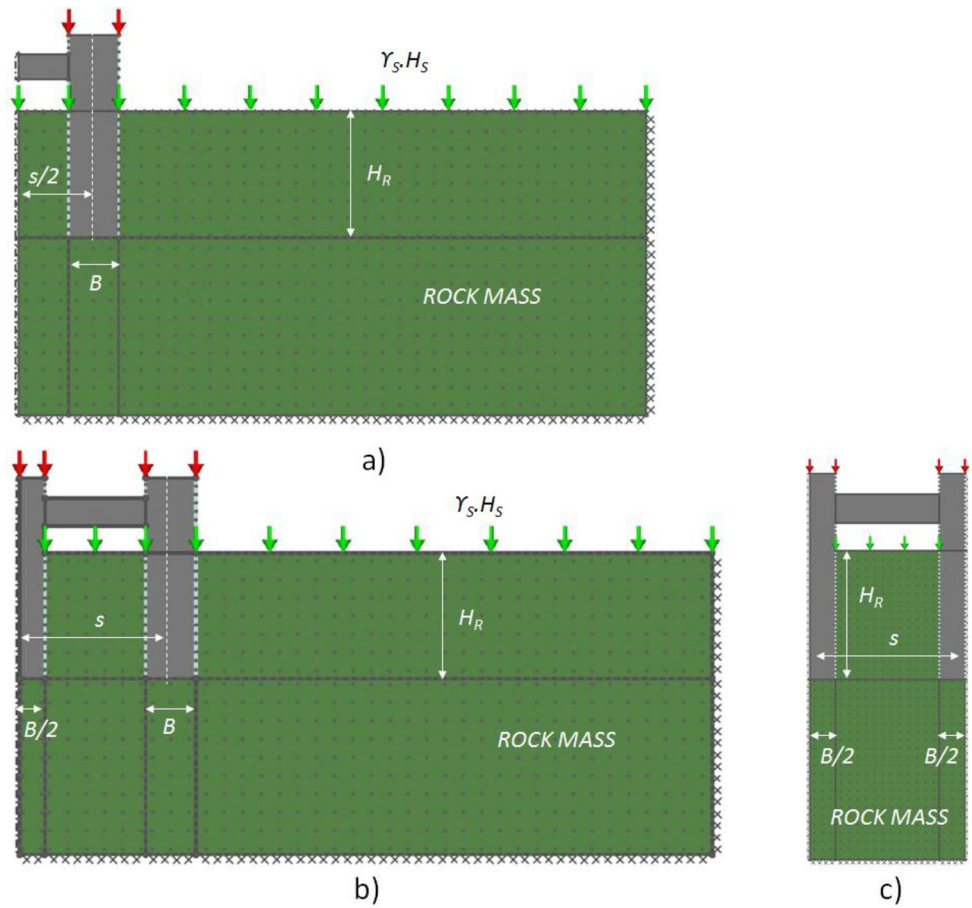 ϒS.HS
s/2
HR
B
ROCK MASS
a)
ϒS.HS
s
HR
B/2
B
ROCK MASS
b)
HR
s
B/2
B/2
ROCK MASS
c)